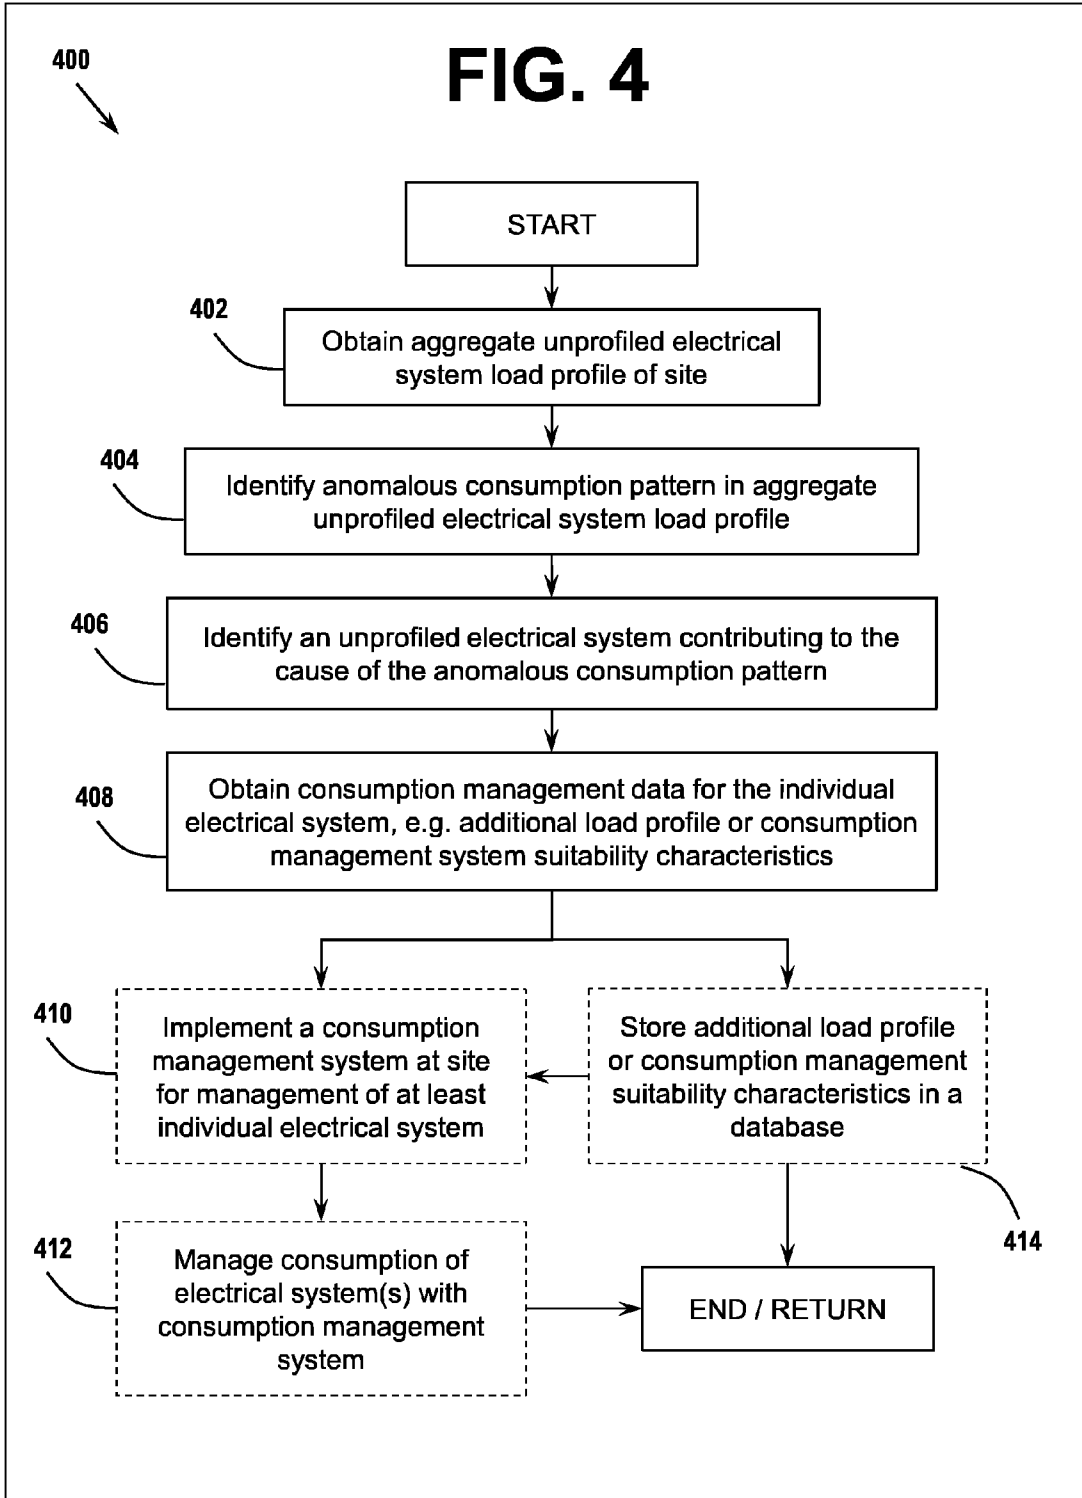 400
FIG. 4
START
402
Obtain aggregate unprofiled electrical
system load profile of site
404
Identify anomalous consumption pattern in aggregate
unprofiled electrical system load profile
406
Identify an unprofiled electrical system contributing to the
cause of the anomalous consumption pattern
408
Obtain consumption management data for the individual
electrical system, e.g. additional load profile or consumption
management system suitability characteristics
410
Implement a consumption
management system at site
for management of at least
individual electrical system
Store additional load profile
or consumption management
suitability characteristics in a
database
414
412
Manage consumption of
electrical system(s) with
consumption management
system
END / RETURN